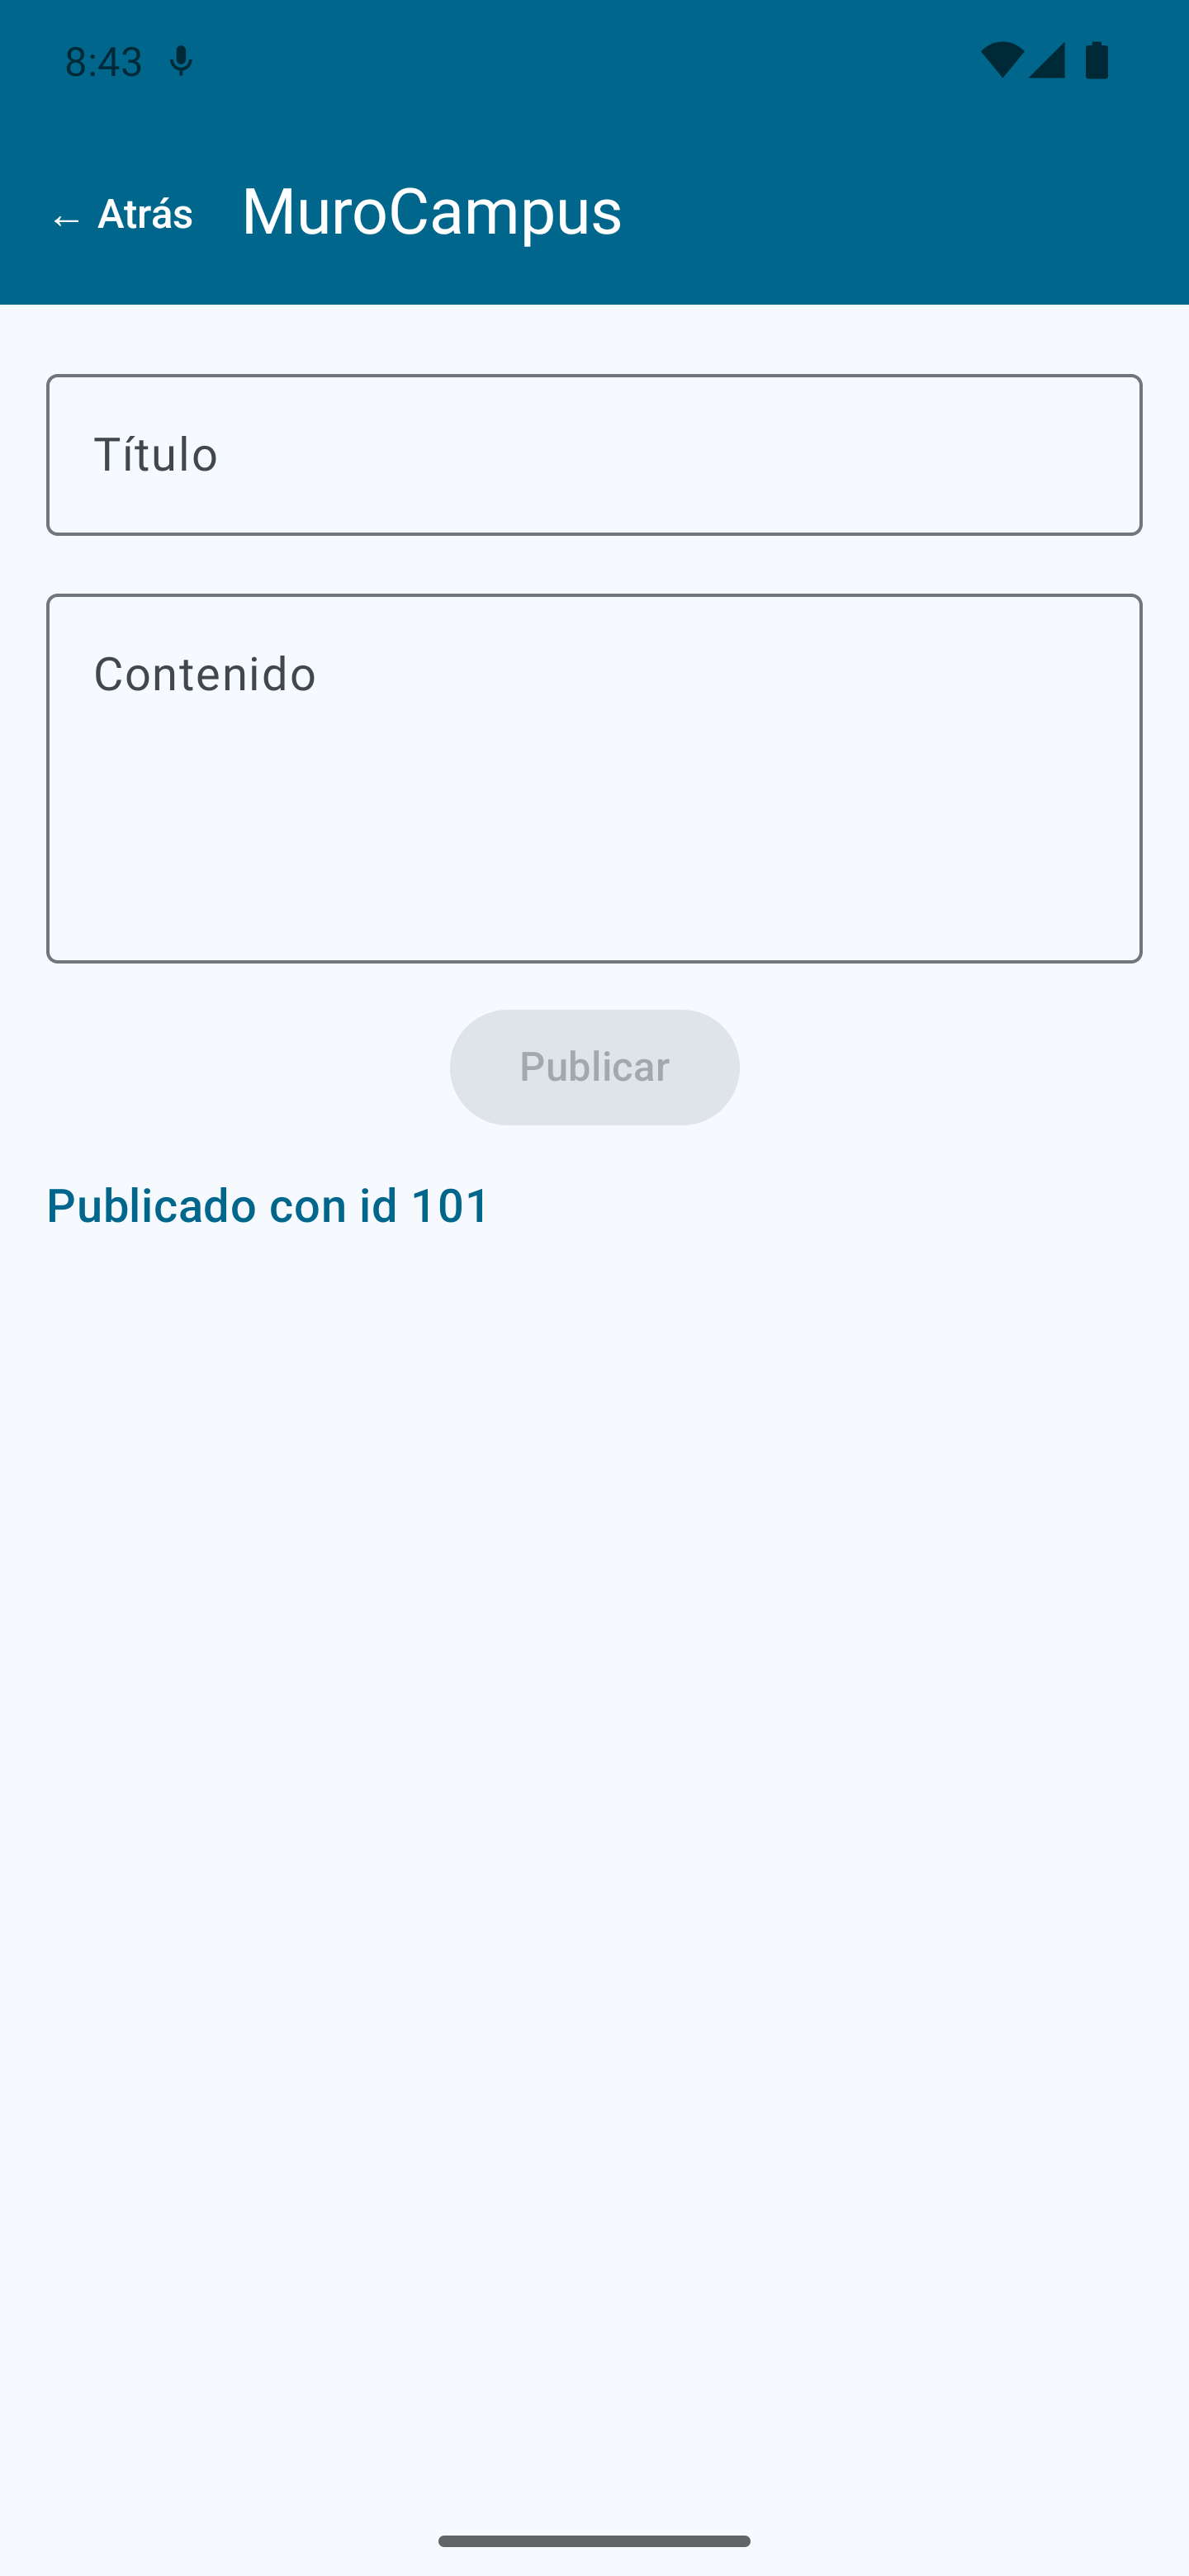 8:43
← Atrás MuroCampus
Título
Contenido
Publicar
Publicado con id 101